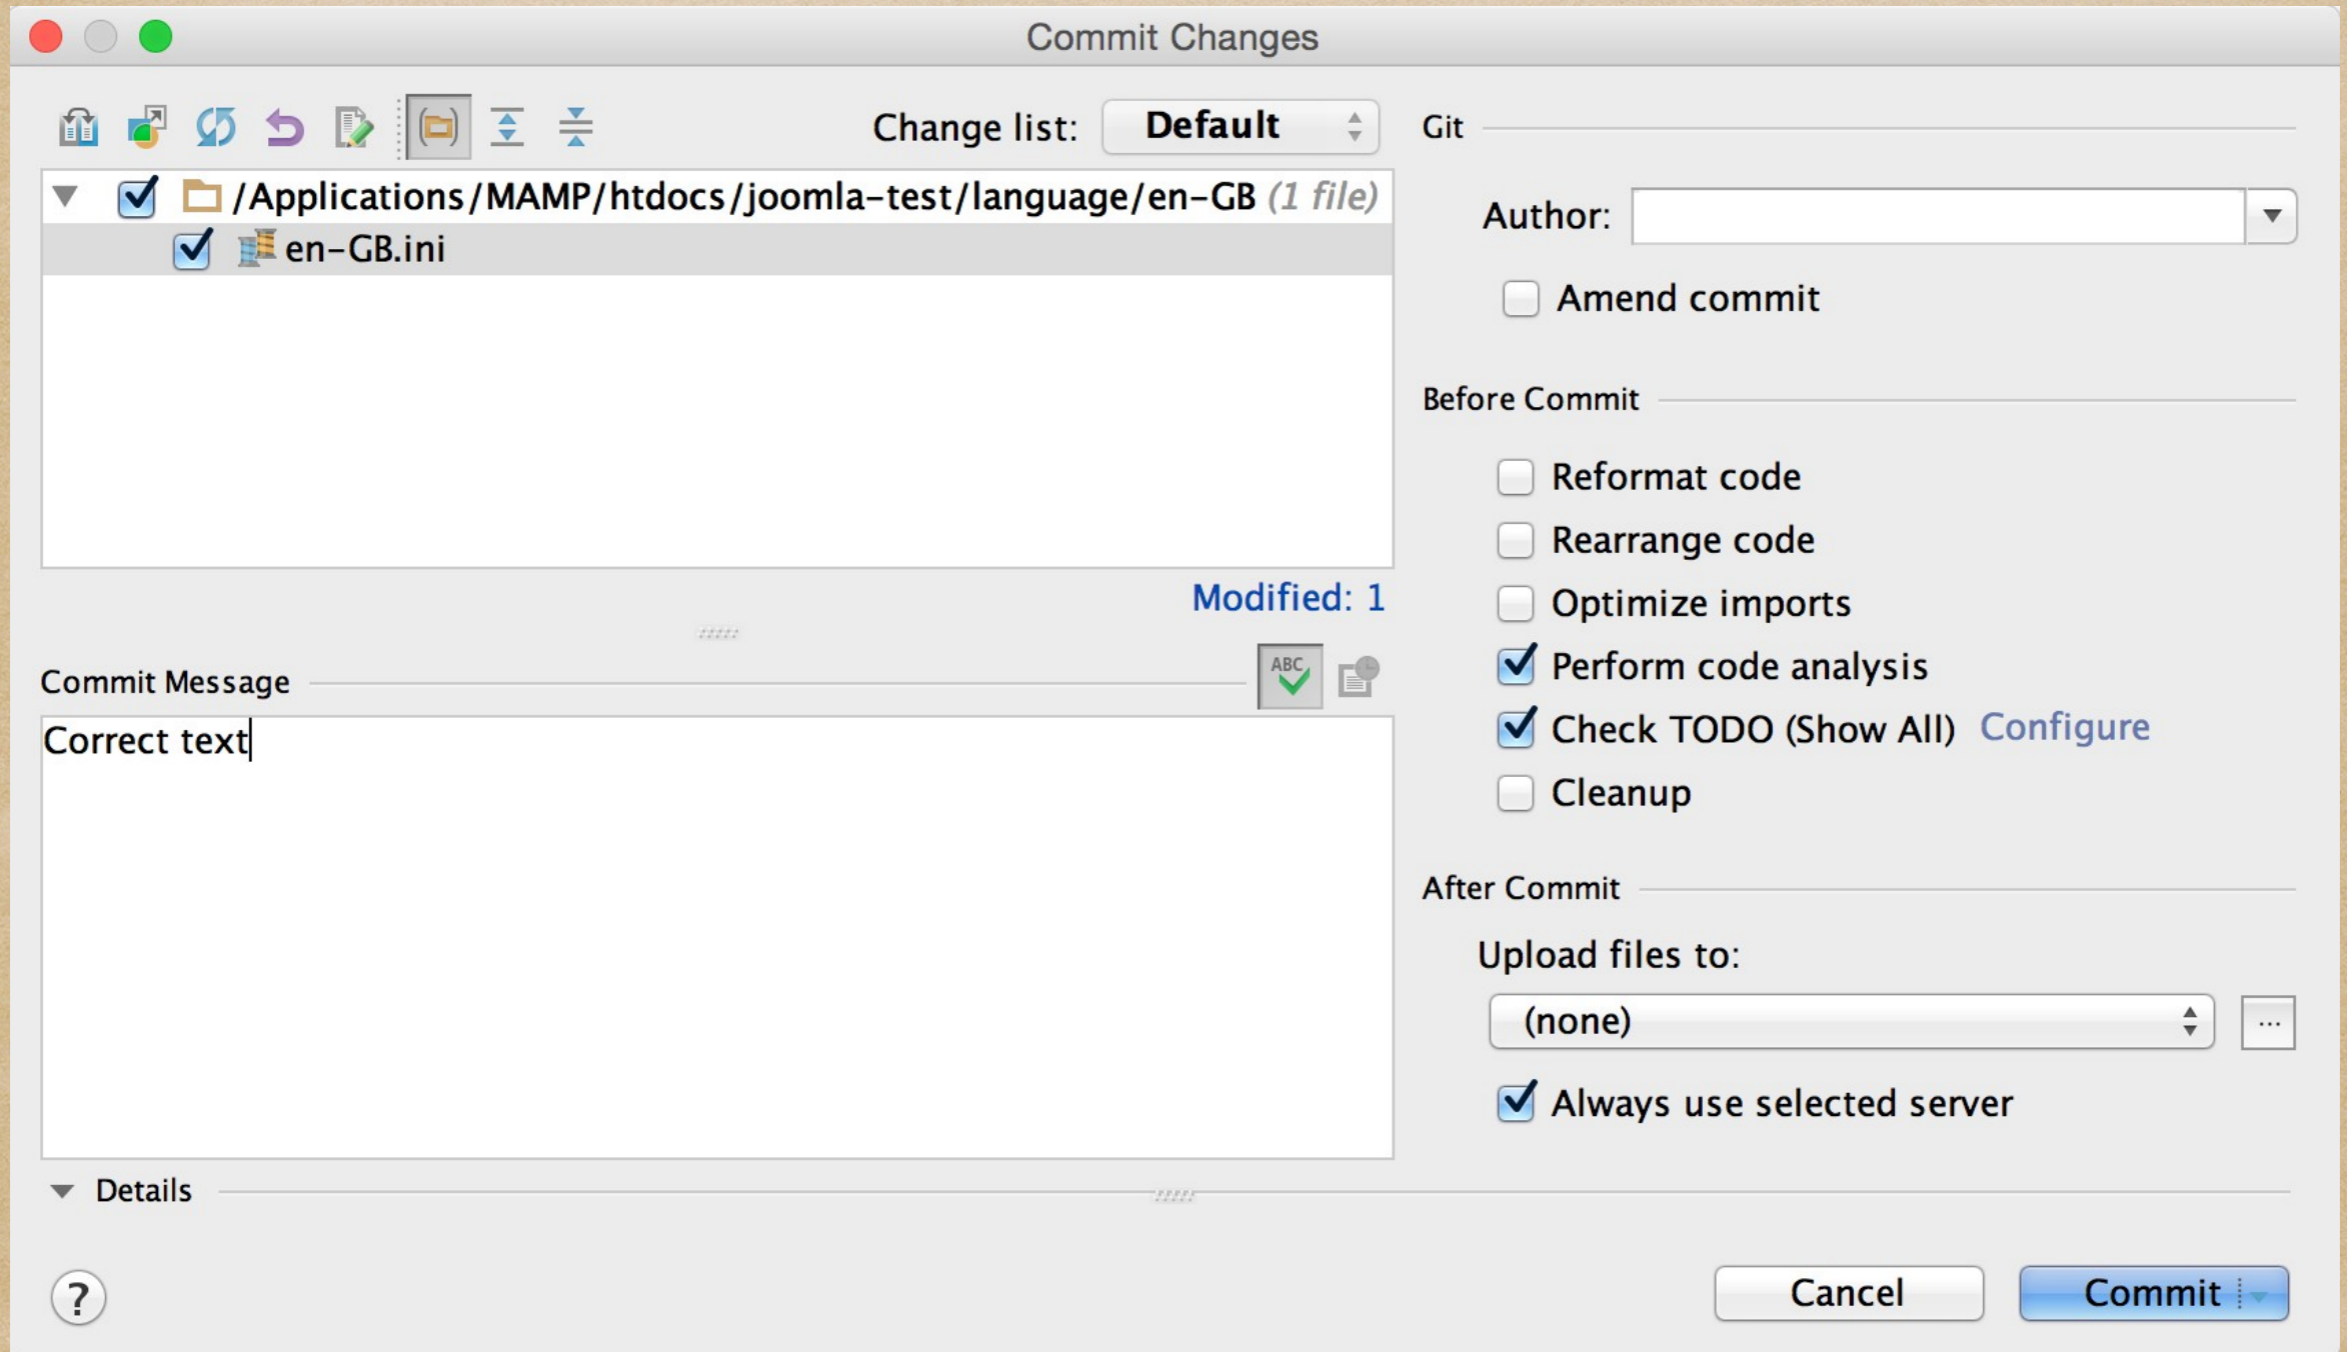 Commit Changes
Change list: Default
/Applications/MAMP/htdocs/joomla-test/language/en-GB (1 file)
en-GB.ini
Modified: 1
Commit Message
ABC
Correct text
Details
?
Git
Author:
Amend commit
Before Commit
Reformat code
Rearrange code
Optimize imports
Perform code analysis
Check TODO (Show All) Configure
Cleanup
After Commit
Upload files to:
(none) ...
Always use selected server
Cancel Commit